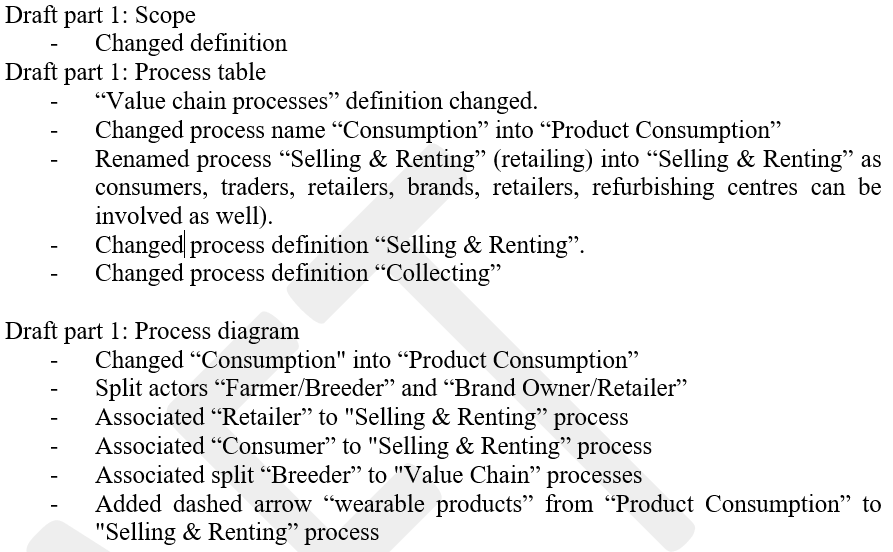 Draft part 1: Scope
- Changed definition
Draft part 1: Process table
- “Value chain processes” definition changed.
- Changed process name “Consumption” into “Product Consumption”
- Renamed process “Selling & Renting” (retailing) into “Selling & Renting” as
consumers, traders, retailers, brands, retailers, refurbishing centres can be
involved as well).
- Changed process definition “Selling & Renting”.
- Changed process definition “Collecting”
Draft part 1: Process diagram
- Changed “Consumption" into “Product Consumption”
- Split actors “Farmer/Breeder” and “Brand Owner/Retailer”
- Associated “Retailer” to "Selling & Renting” process
- Associated “Consumer” to "Selling & Renting” process
- Associated split “Breeder” to "Value Chain” processes
- Added dashed arrow “wearable products” from “Product Consumption” to
"Selling & Renting” process